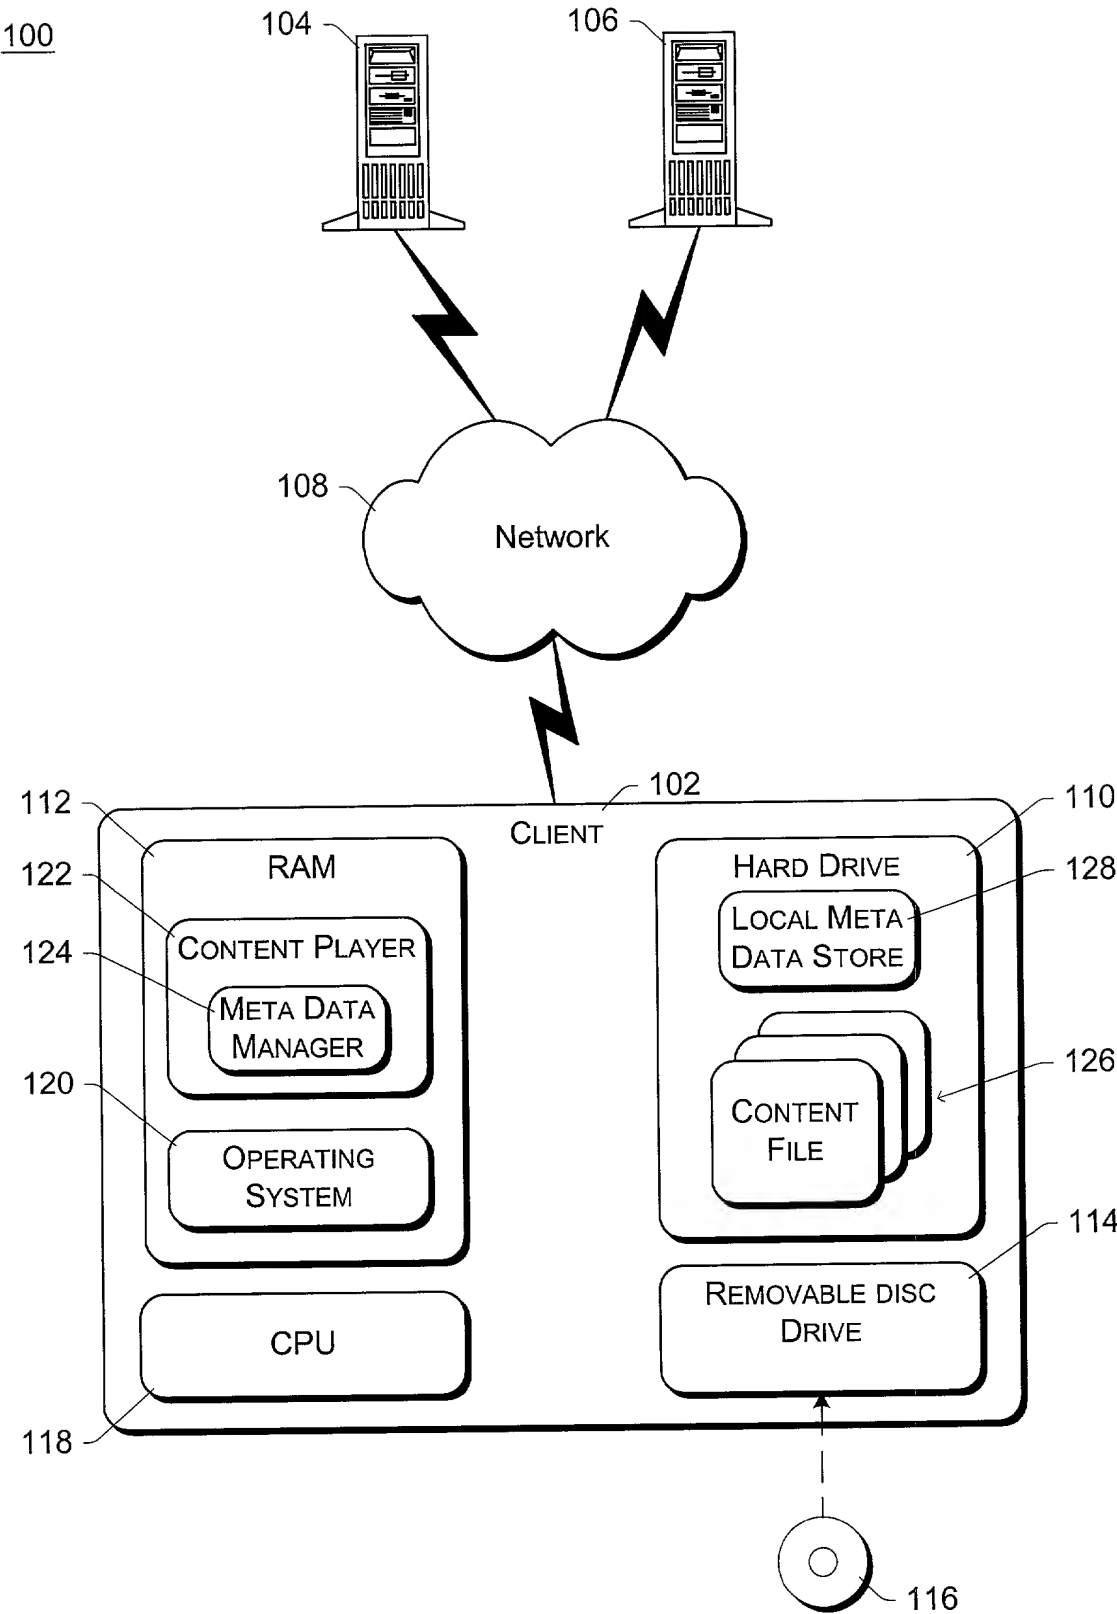 100
104
106
108
Network
102
112
110
CLIENT
RAM
HARD DRIVE
122
128
LOCAL META
DATA STORE
CONTENT PLAYER
124
META DATA
MANAGER
126
120
CONTENT
FILE
OPERATING
SYSTEM
114
REMOVABLE DISC
DRIVE
CPU
118
116